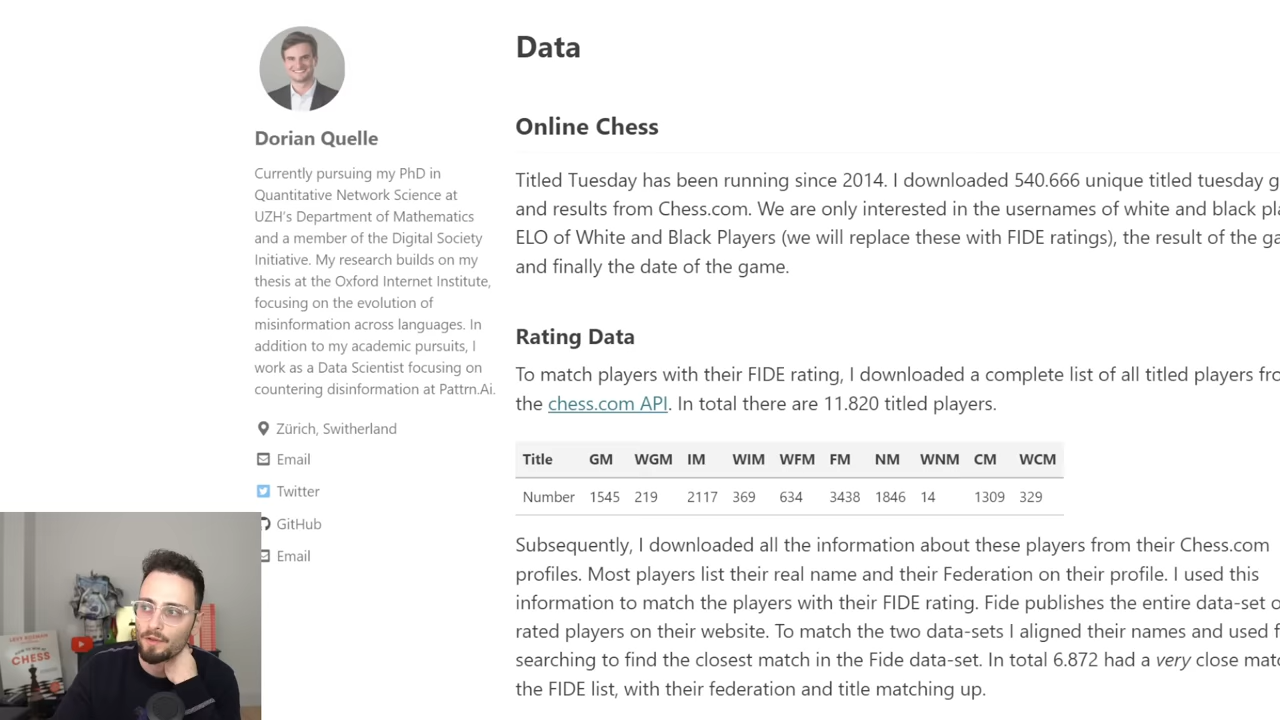 Dorian Quelle
Currently pursuing my PhD in
Quantitative Network Science at
UZH's Department of Mathematics
and a member of the Digital Society
Initiative. My research builds on my
thesis at the Oxford Internet Institute,
focusing on the evolution of
misinformation across languages. In
addition to my academic pursuits, I
work as a Data Scientist focusing on
countering disinformation at Pattrn.Ai.
Zürich, Switherland
Email
Twitter
GitHub
Email
Data
Online Chess
Titled Tuesday has been running since 2014. I downloaded 540.666 unique titled tuesday g
and results from Chess.com. We are only interested in the usernames of white and black pla
ELO of White and Black Players (we will replace these with FIDE ratings), the result of the ga
and finally the date of the game.
Rating Data
To match players with their FIDE rating, I downloaded a complete list of all titled players fro
the chess.com API. In total there are 11.820 titled players.
Title GM WGM IM WIM WFM FM NM WNM CM WCM
Number 1545 219 2117 369 634 3438 1846 14 1309 329
Subsequently, I downloaded all the information about these players from their Chess.com
profiles. Most players list their real name and their Federation on their profile. I used this
information to match the players with their FIDE rating. Fide publishes the entire data-set o
rated players on their website. To match the two data-sets I aligned their names and used f
searching to find the closest match in the Fide data-set. In total 6.872 had a very close matc
the FIDE list, with their federation and title matching up.
CHESS